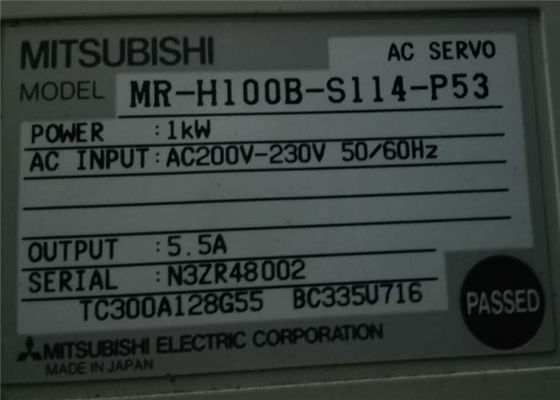 MITSUBISHI AC SERVO
MODEL MR-H100B-S114-P53
POWER :1kW
AC INPUT:AC200V-230V 50/60Hz
OUTPUT :5.5A
SERIAL :N3ZR48002
TC300A128G55 BC335U716
PASSED
MITSUBISHI ELECTRIC CORPORATION
MADE IN JAPAN